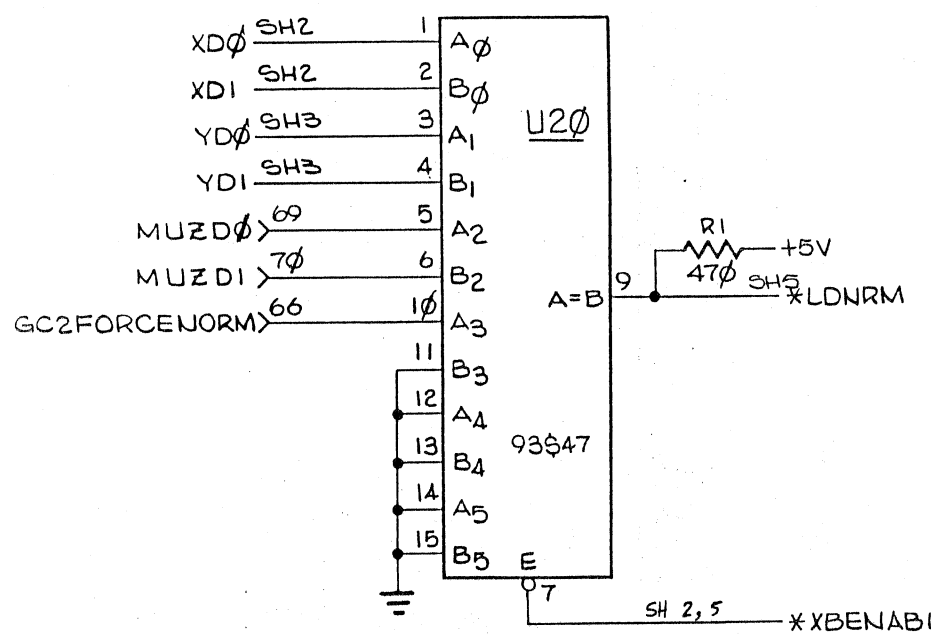 XDØ SH2 1 AØ
XD1 SH2 2 BØ
U 2Ø
YDØ SH3 3 A1
YD1 SH3 4 B1
MUZDØ 69 5 A2
R1
+5V
47Ø
MUZD1 7Ø 6 B2
A=B 9 SH5 *LDNRM
GC2FORCENORM 66 1Ø A3
11 B3
12 A4
93S47
13 B4
14 A5
15 B5
E
7
SH 2, 5 *XBENAB1